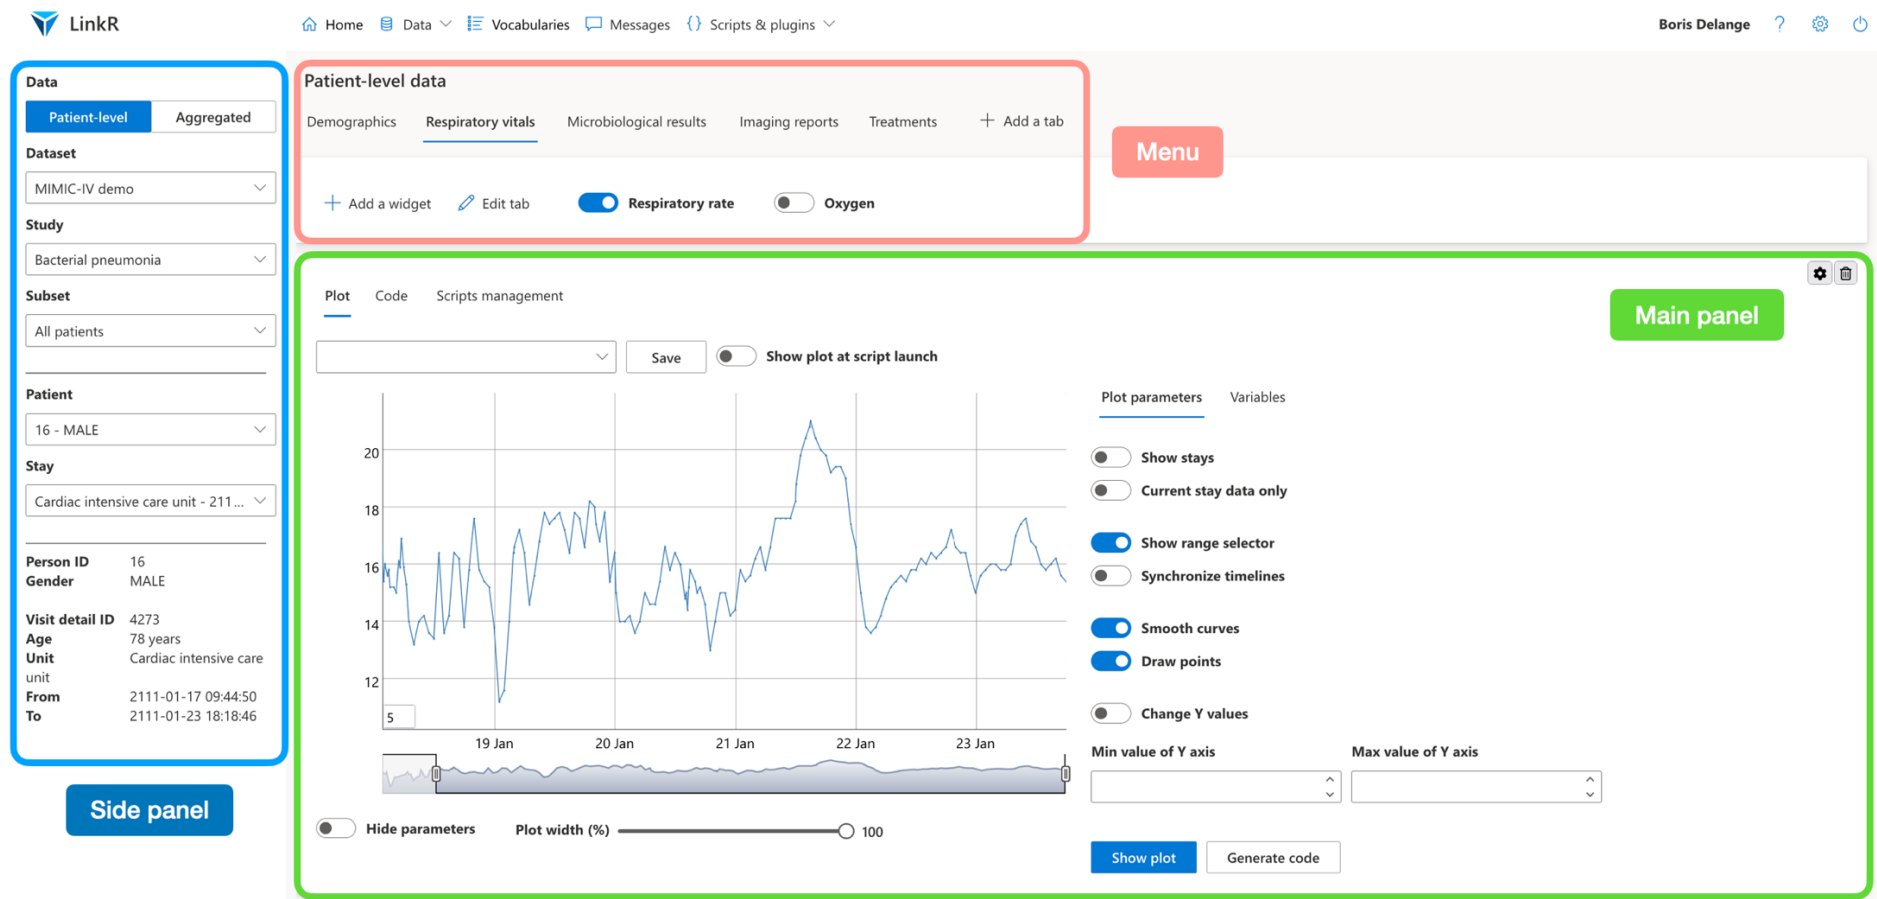 LinkR
Home Data Vocabularies Messages Scripts & plugins
Boris Delange ?
Data
Patient-level Aggregated
Dataset
MIMIC-IV demo
Study
Bacterial pneumonia
Subset
All patients
Patient
16 - MALE
Stay
Cardiac intensive care unit - 211...
Person ID 16
Gender MALE
Visit detail ID 4273
Age 78 years
Unit Cardiac intensive care
unit
From 2111-01-17 09:44:50
To 2111-01-23 18:18:46
Side panel
Patient-level data
Demographics Respiratory vitals Microbiological results Imaging reports Treatments + Add a tab
+ Add a widget Edit tab Respiratory rate Oxygen
Menu
Main panel
Plot Code Scripts management
Save Show plot at script launch
20
18
16
14
12
5
19 Jan 20 Jan 21 Jan 22 Jan 23 Jan
Hide parameters Plot width (%) 100
Plot parameters Variables
Show stays
Current stay data only
Show range selector
Synchronize timelines
Smooth curves
Draw points
Change Y values
Min value of Y axis Max value of Y axis
Show plot Generate code